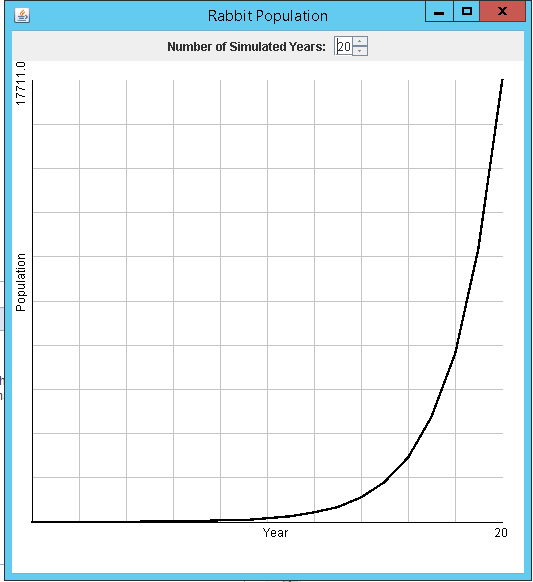 Rabbit Population
Number of Simulated Years: 20
17711.0
Population
Year
20